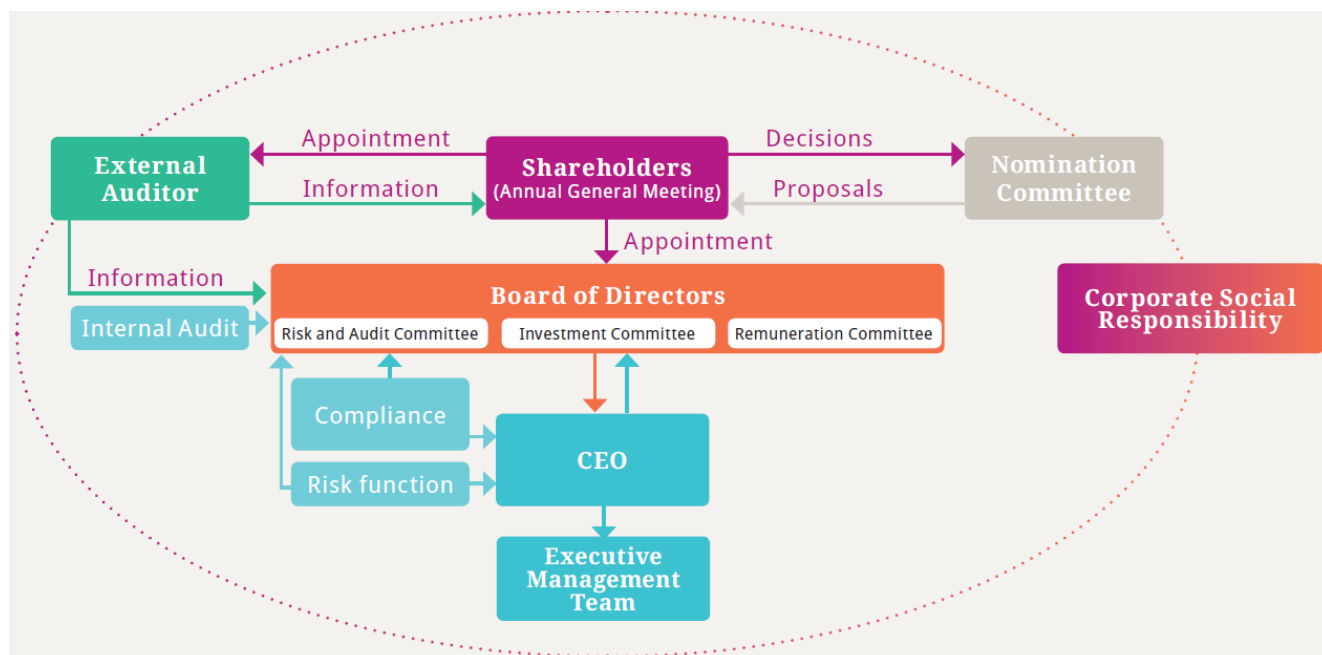 Appointment
Decisions
External
Auditor
Shareholders
(Annual General Meeting)
Nomination
Committee
Information
Proposals
Appointment
Information
Board of Directors
Corporate Social
Responsibility
Internal Audit
Risk and Audit Committee
Investment Committee
Remuneration Committee
Compliance
CEO
Risk function
Executive
Management
Team